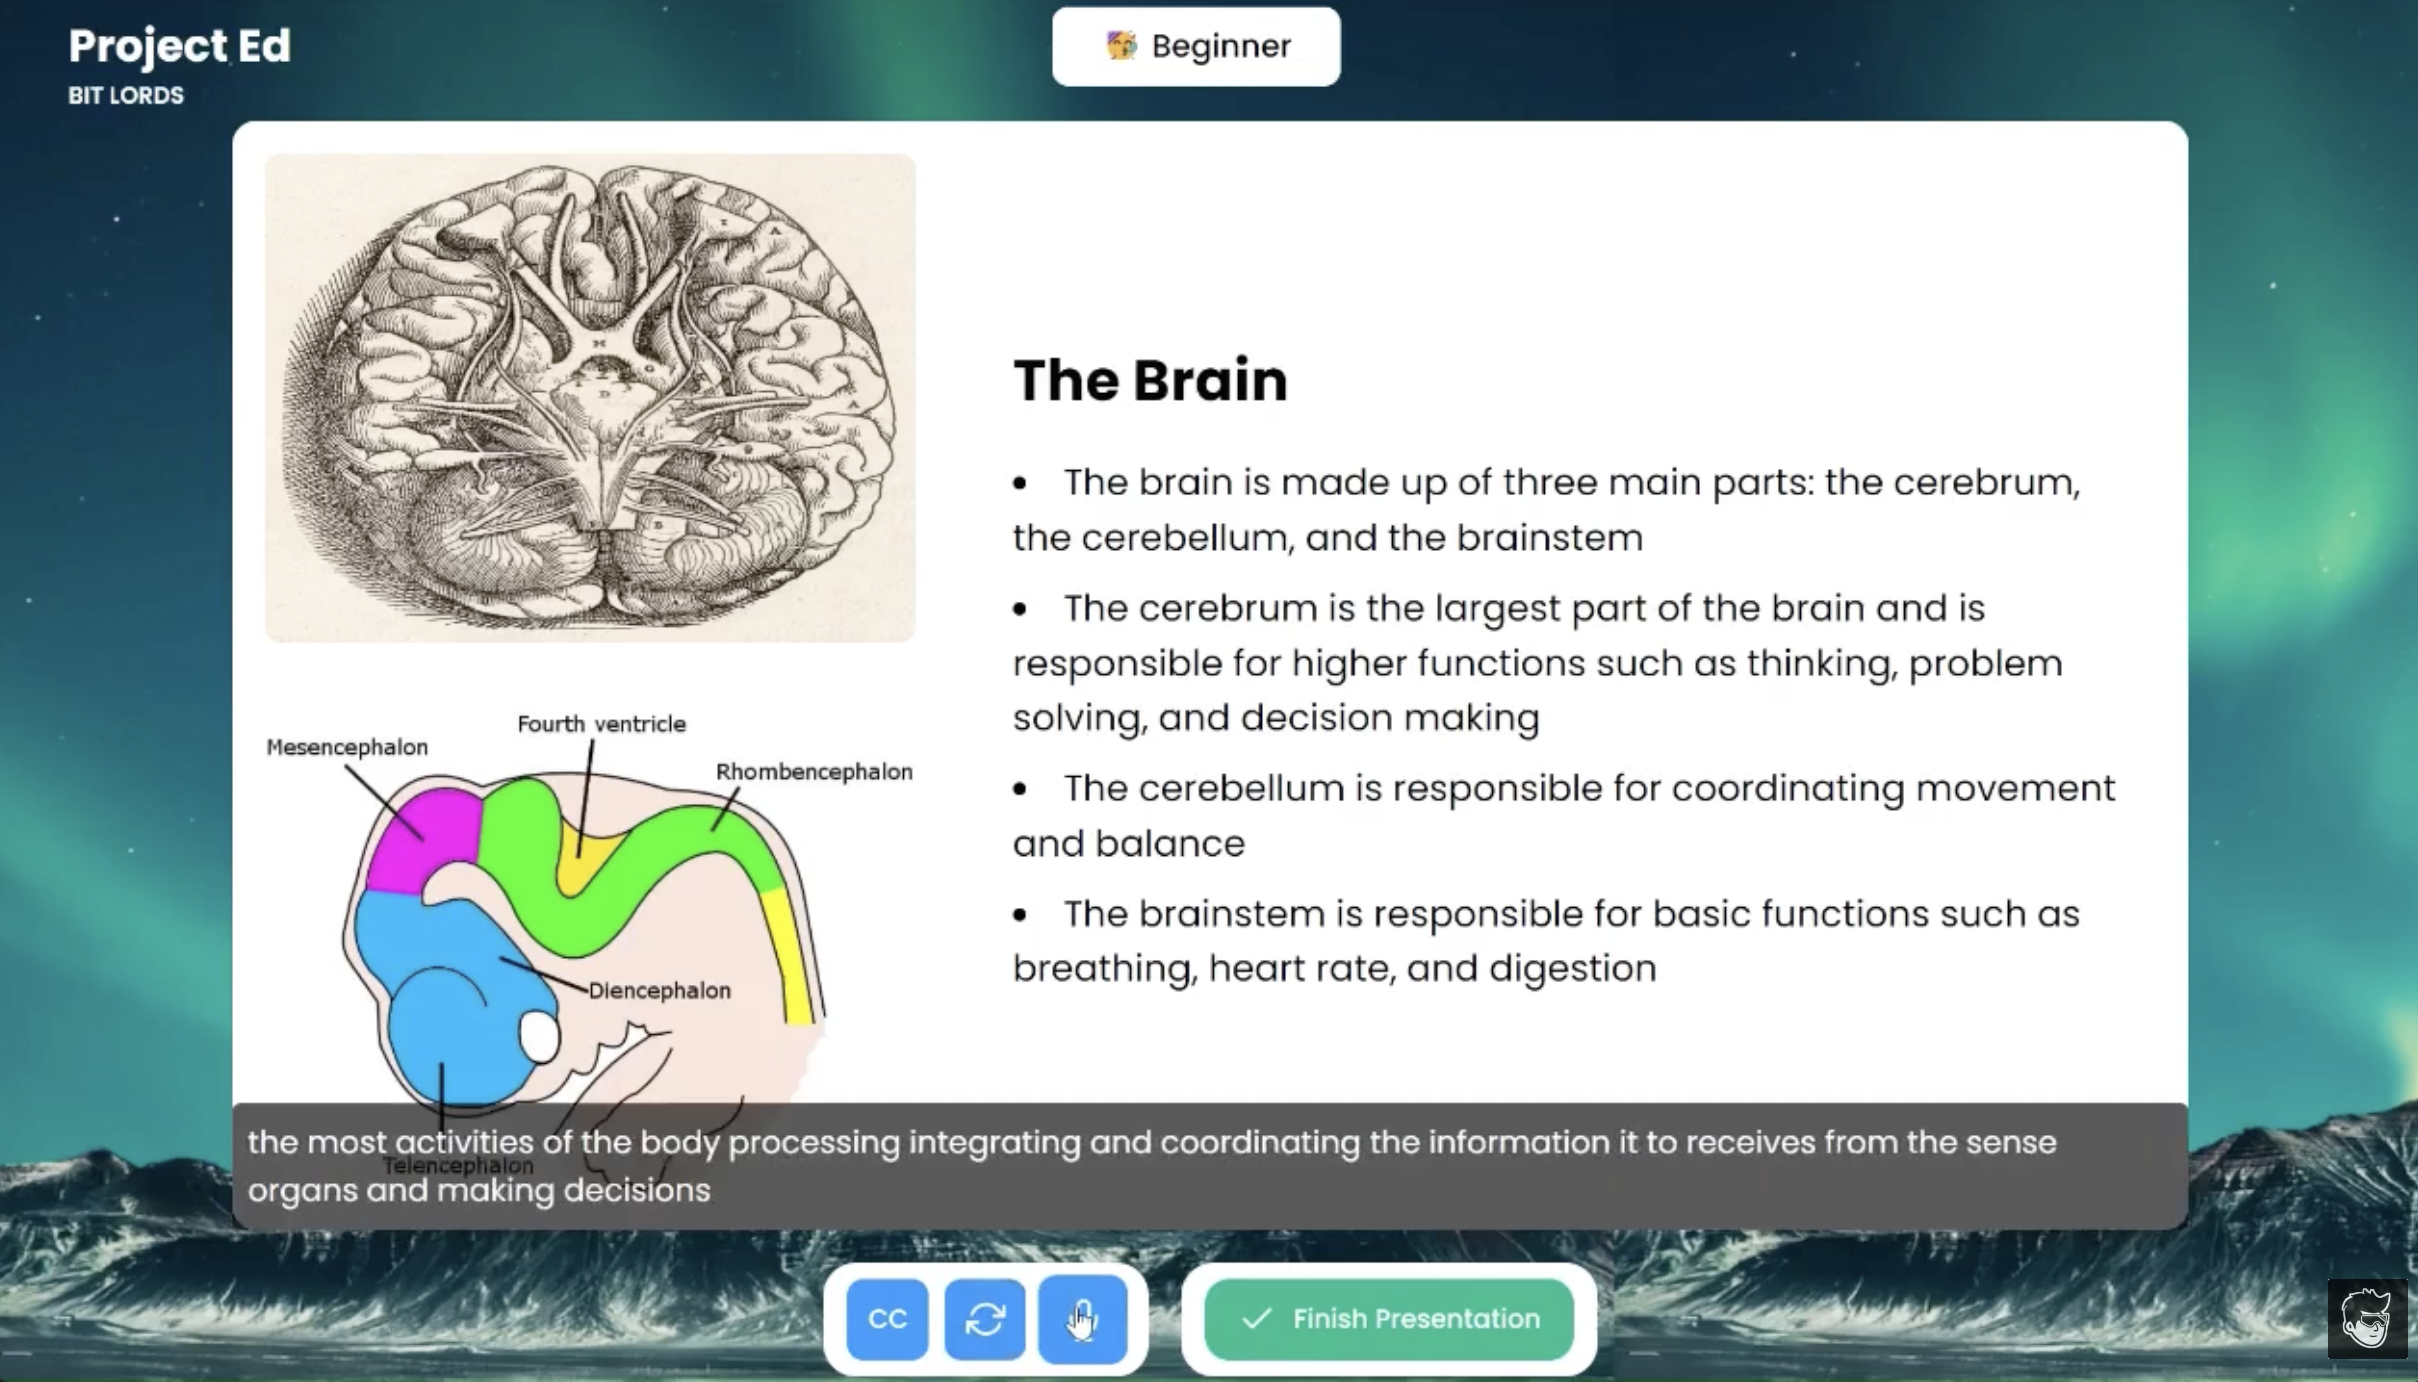 Project Ed
BIT LORDS
Beginner
The Brain
• The brain is made up of three main parts: the cerebrum,
the cerebellum, and the brainstem
• The cerebrum is the largest part of the brain and is
responsible for higher functions such as thinking, problem
solving, and decision making
• The cerebellum is responsible for coordinating movement
and balance
• The brainstem is responsible for basic functions such as
breathing, heart rate, and digestion
Fourth ventricle
Mesencephalon
Rhombencephalon
Diencephalon
Telencephalon
the most activities of the body processing integrating and coordinating the information it to receives from the sense
organs and making decisions
CC
Finish Presentation